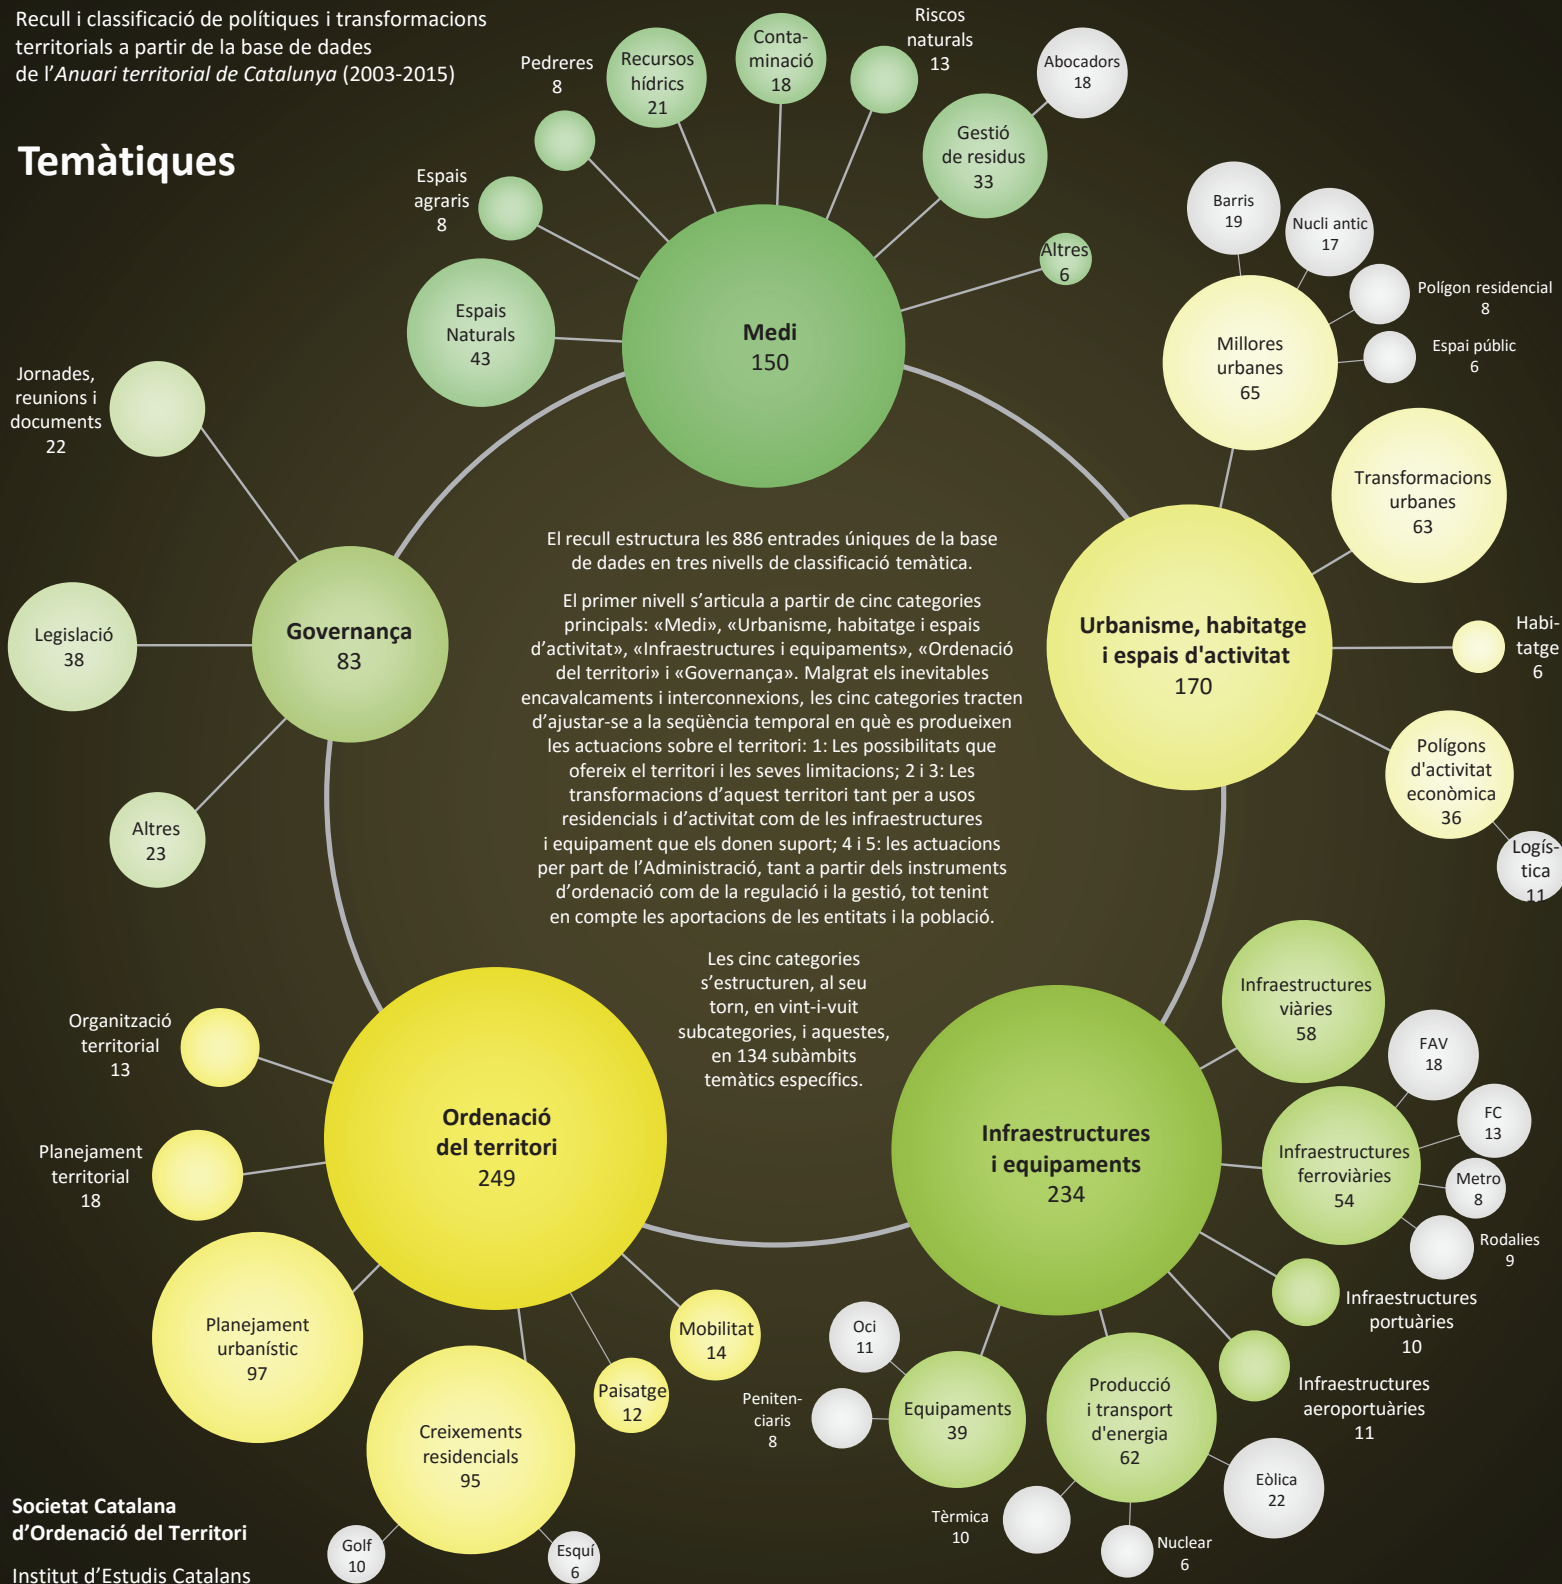 Recull i classificació de polítiques i transformacions
territorials a partir de la base de dades
de l'Anuari territorial de Catalunya (2003-2015)
Temàtiques
Pedreres
8
Recursos
hídrics
21
Conta-
minació
18
Riscos
naturals
13
Abocadors
18
Gestió
de residus
33
Espais
agraris
8
Altres
6
Espais
Naturals
43
Medi
150
Barris
19
Nucli antic
17
Polígon residencial
8
Espai públic
6
Millores
urbanes
65
Transformacions
urbanes
63
Habi-
tatge
6
Urbanisme, habitatge
i espais d'activitat
170
Polígons
d'activitat
econòmica
36
Logís-
tica
11
Jornades,
reunions i
documents
22
Legislació
38
Governança
83
Altres
23
El recull estructura les 886 entrades úniques de la base
de dades en tres nivells de classificació temàtica.
El primer nivell s'articula a partir de cinc categories
principals: «Medi», «Urbanisme, habitatge i espais
d'activitat», «Infraestructures i equipaments», «Ordenació
del territori» i «Governança». Malgrat els inevitables
encavalcaments i interconnexions, les cinc categories tracten
d'ajustar-se a la seqüència temporal en què es produeixen
les actuacions sobre el territori: 1: Les possibilitats que
ofereix el territori i les seves limitacions; 2 i 3: Les
transformacions d'aquest territori tant per a usos
residencials i d'activitat com de les infraestructures
i equipament que els donen suport; 4 i 5: les actuacions
per part de l'Administració, tant a partir dels instruments
d'ordenació com de la regulació i la gestió, tot tenint
en compte les aportacions de les entitats i la població.
Les cinc categories
s'estructuren, al seu
torn, en vint-i-vuit
subcategories, i aquestes,
en 134 subàmbits
temàtics específics.
Organització
territorial
13
Planejament
territorial
18
Ordenació
del territori
249
Planejament
urbanístic
97
Creixements
residencials
95
Golf
10
Esquí
6
Paisatge
12
Mobilitat
14
Infraestructures
i equipaments
234
Infraestructures
viàries
58
FAV
18
FC
13
Infraestructures
ferroviàries
54
Metro
8
Rodalies
9
Infraestructures
portuàries
10
Infraestructures
aeroportuàries
11
Oci
11
Peniten-
ciaris
8
Equipaments
39
Producció
i transport
d'energia
62
Eòlica
22
Tèrmica
10
Nuclear
6
Societat Catalana
d'Ordenació del Territori
Institut d'Estudis Catalans